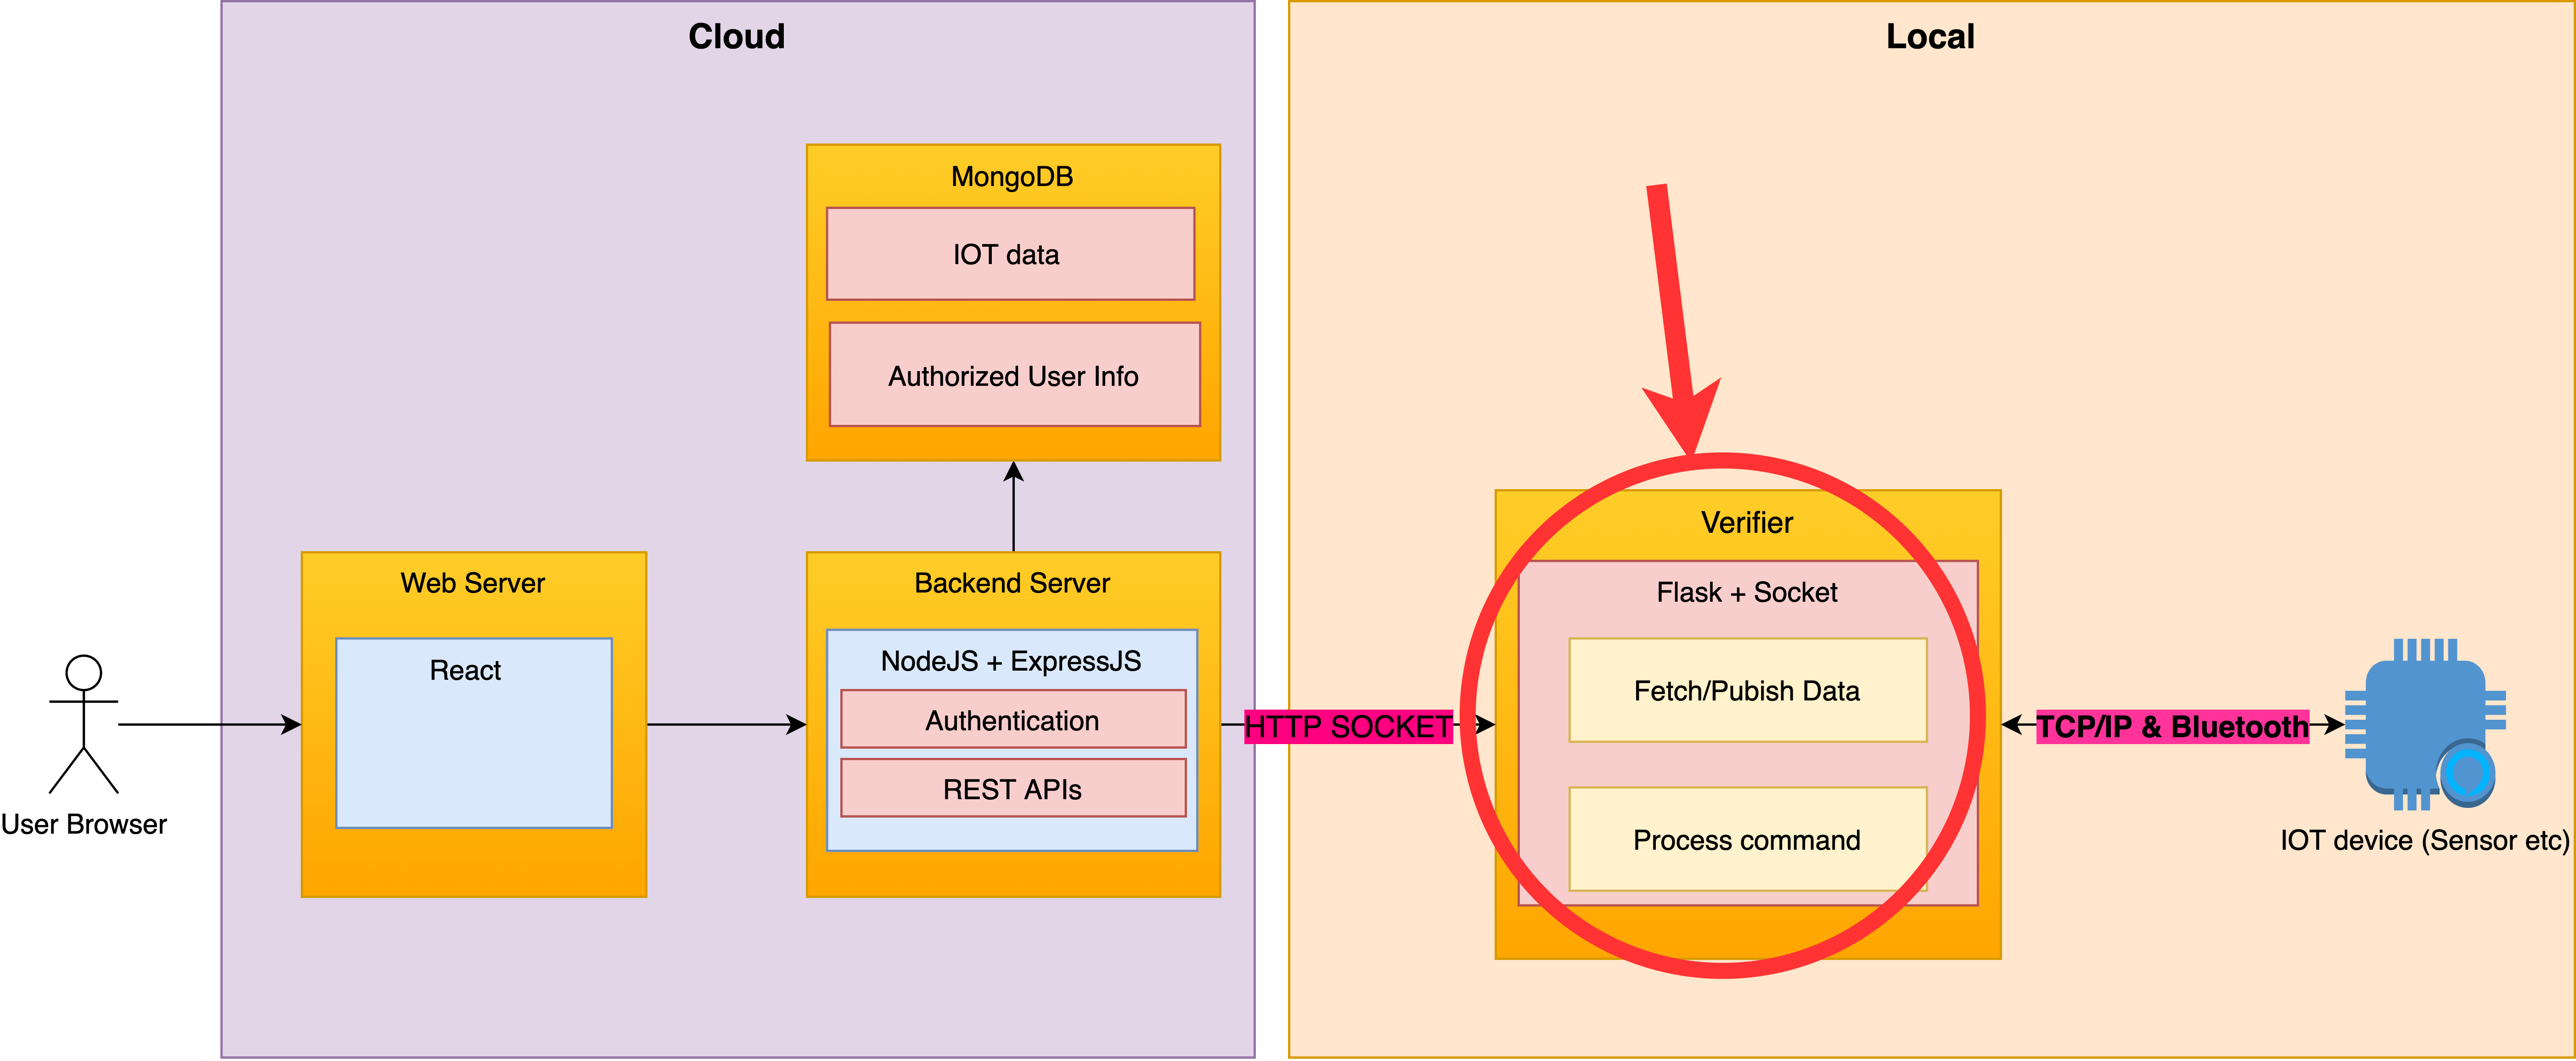 Cloud
Local
MongoDB
IOT data
Authorized User Info
Verifier
Web Server
Backend Server
Flask + Socket
React
NodeJS + ExpressJS
Fetch/Pubish Data
Authentication
HTTP SOCKET
TCP/IP & Bluetooth
REST APIs
User Browser
Process command
IOT device (Sensor etc)